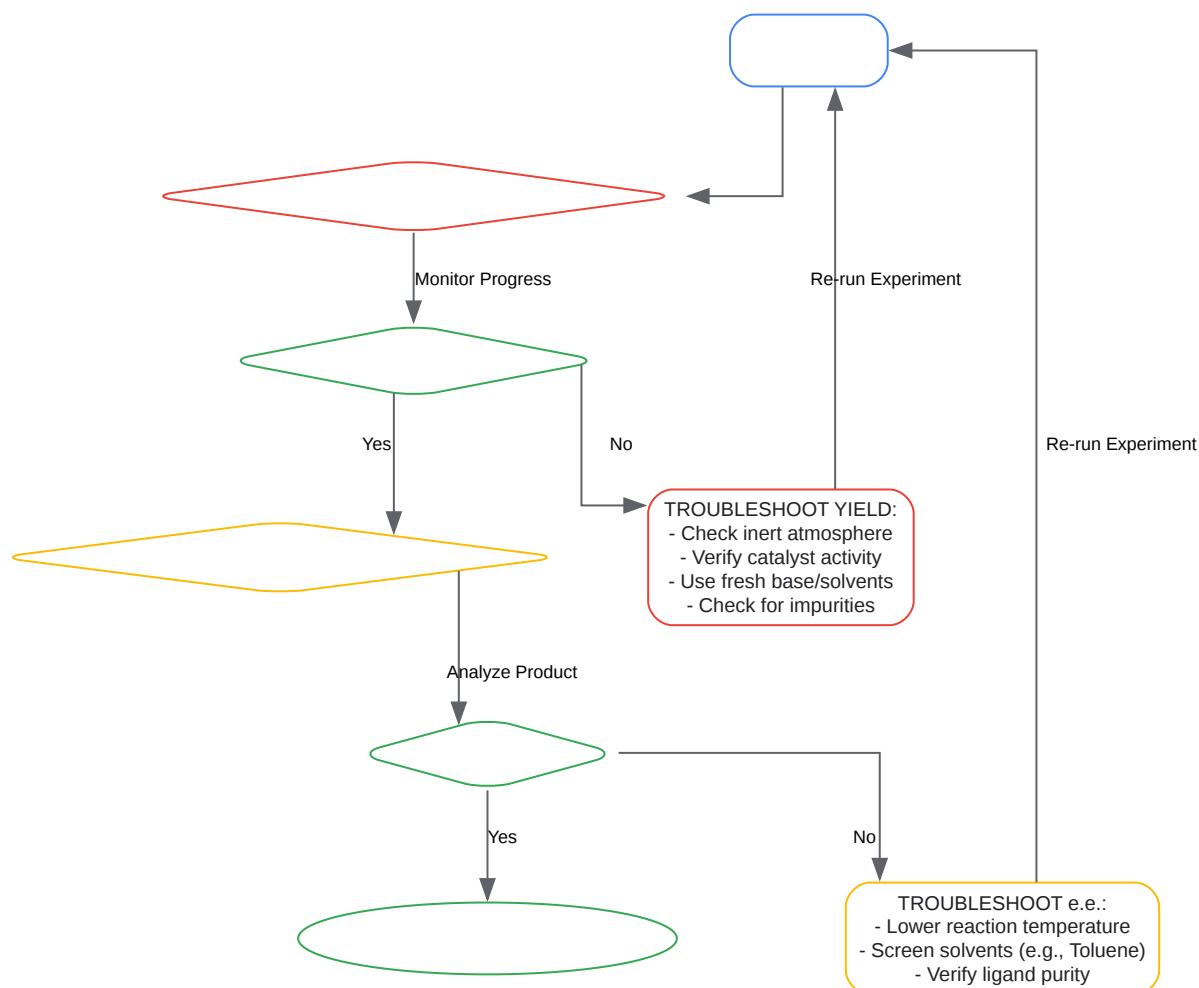 Monitor Progress
Re-run Experiment
Yes
No
Re-run Experiment
TROUBLESHOOT YIELD:
- Check inert atmosphere
- Verify catalyst activity
- Use fresh base/solvents
- Check for impurities
Analyze Product
Yes
No
TROUBLESHOOT e.e.:
- Lower reaction temperature
- Screen solvents (e.g., Toluene)
- Verify ligand purity